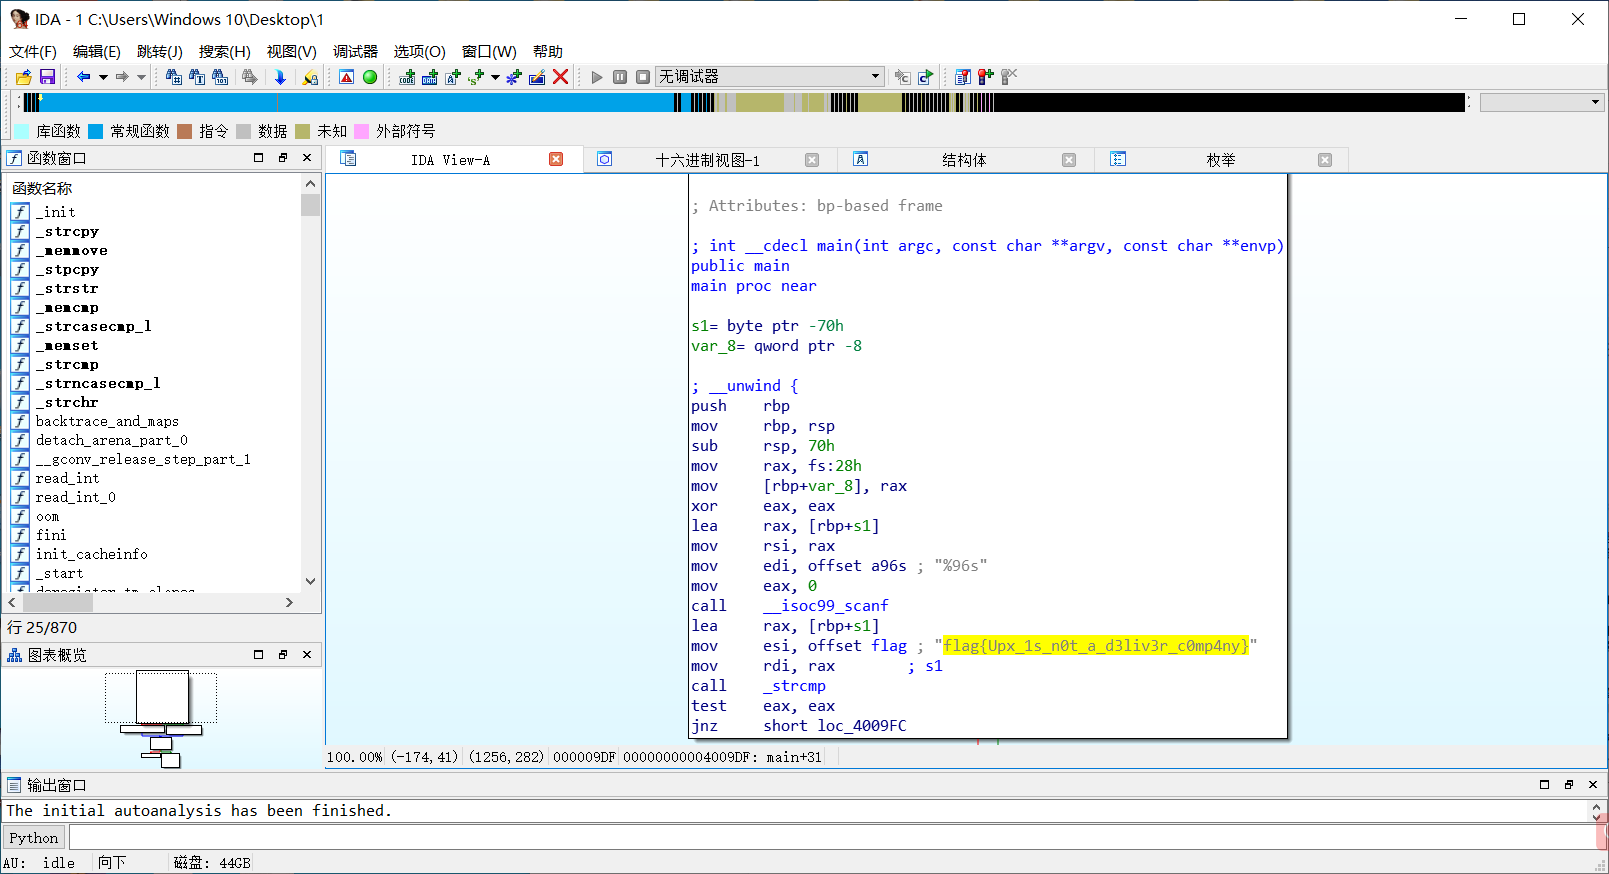 IDA - 1 C:\Users\Windows 10\Desktop\1
文件(F) 编辑(E) 跳转(J) 搜索(H) 视图(V) 调试器 选项(O) 窗口(W) 帮助
无调试器
库函数 常规函数 指令 数据 未知 外部符号
函数窗口
函数名称
_init
_strcpy
_memmove
_stpcpy
_strstr
_memcmp
_strcasecmp_l
_memset
_strcmp
_strncasecmp_l
_strchr
backtrace_and_maps
detach_arena_part_0
__gconv_release_step_part_1
read_int
read_int_0
oom
fini
init_cacheinfo
_start
行 25/870
图表概览
IDA View-A 十六进制视图-1 结构体 枚举
; Attributes: bp-based frame
; int __cdecl main(int argc, const char **argv, const char **envp)
public main
main proc near
s1= byte ptr -70h
var_8= qword ptr -8
; __unwind {
push rbp
mov rbp, rsp
sub rsp, 70h
mov rax, fs:28h
mov [rbp+var_8], rax
xor eax, eax
lea rax, [rbp+s1]
mov rsi, rax
mov edi, offset a96s ; "%96s"
mov eax, 0
call __isoc99_scanf
lea rax, [rbp+s1]
mov esi, offset flag ; "flag{Upx_1s_n0t_a_d3liv3r_c0mp4ny}"
mov rdi, rax ; s1
call _strcmp
test eax, eax
jnz short loc_4009FC
100.00% (-174,41) (1256,282) 000009DF 00000000004009DF: main+31
输出窗口
The initial autoanalysis has been finished.
Python
AU: idle 向下 磁盘: 44GB